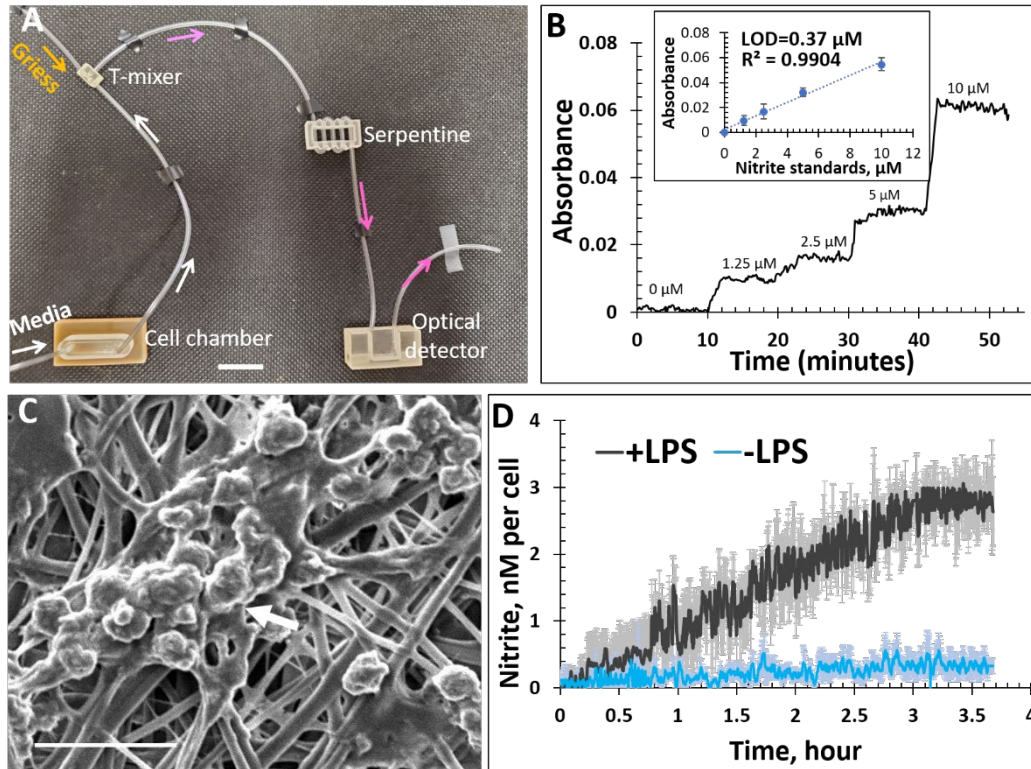 A
Griess
T-mixer
Serpentine
Media
Cell chamber
Optical
detector
B
0.08
0.06
0.04
0.02
0
Absorbance
0
10
20
30
40
50
Time (minutes)
0 µM
1.25 µM
2.5 µM
5 µM
10 µM
LOD=0.37 µM
R² = 0.9904
0.08
0.06
0.04
0.02
0
Absorbance
0
2
4
6
8
10
12
Nitrite standards, µM
C
D
+LPS
-LPS
4
3
2
1
0
Nitrite, nM per cell
0
0.5
1
1.5
2
2.5
3
3.5
4
Time, hour